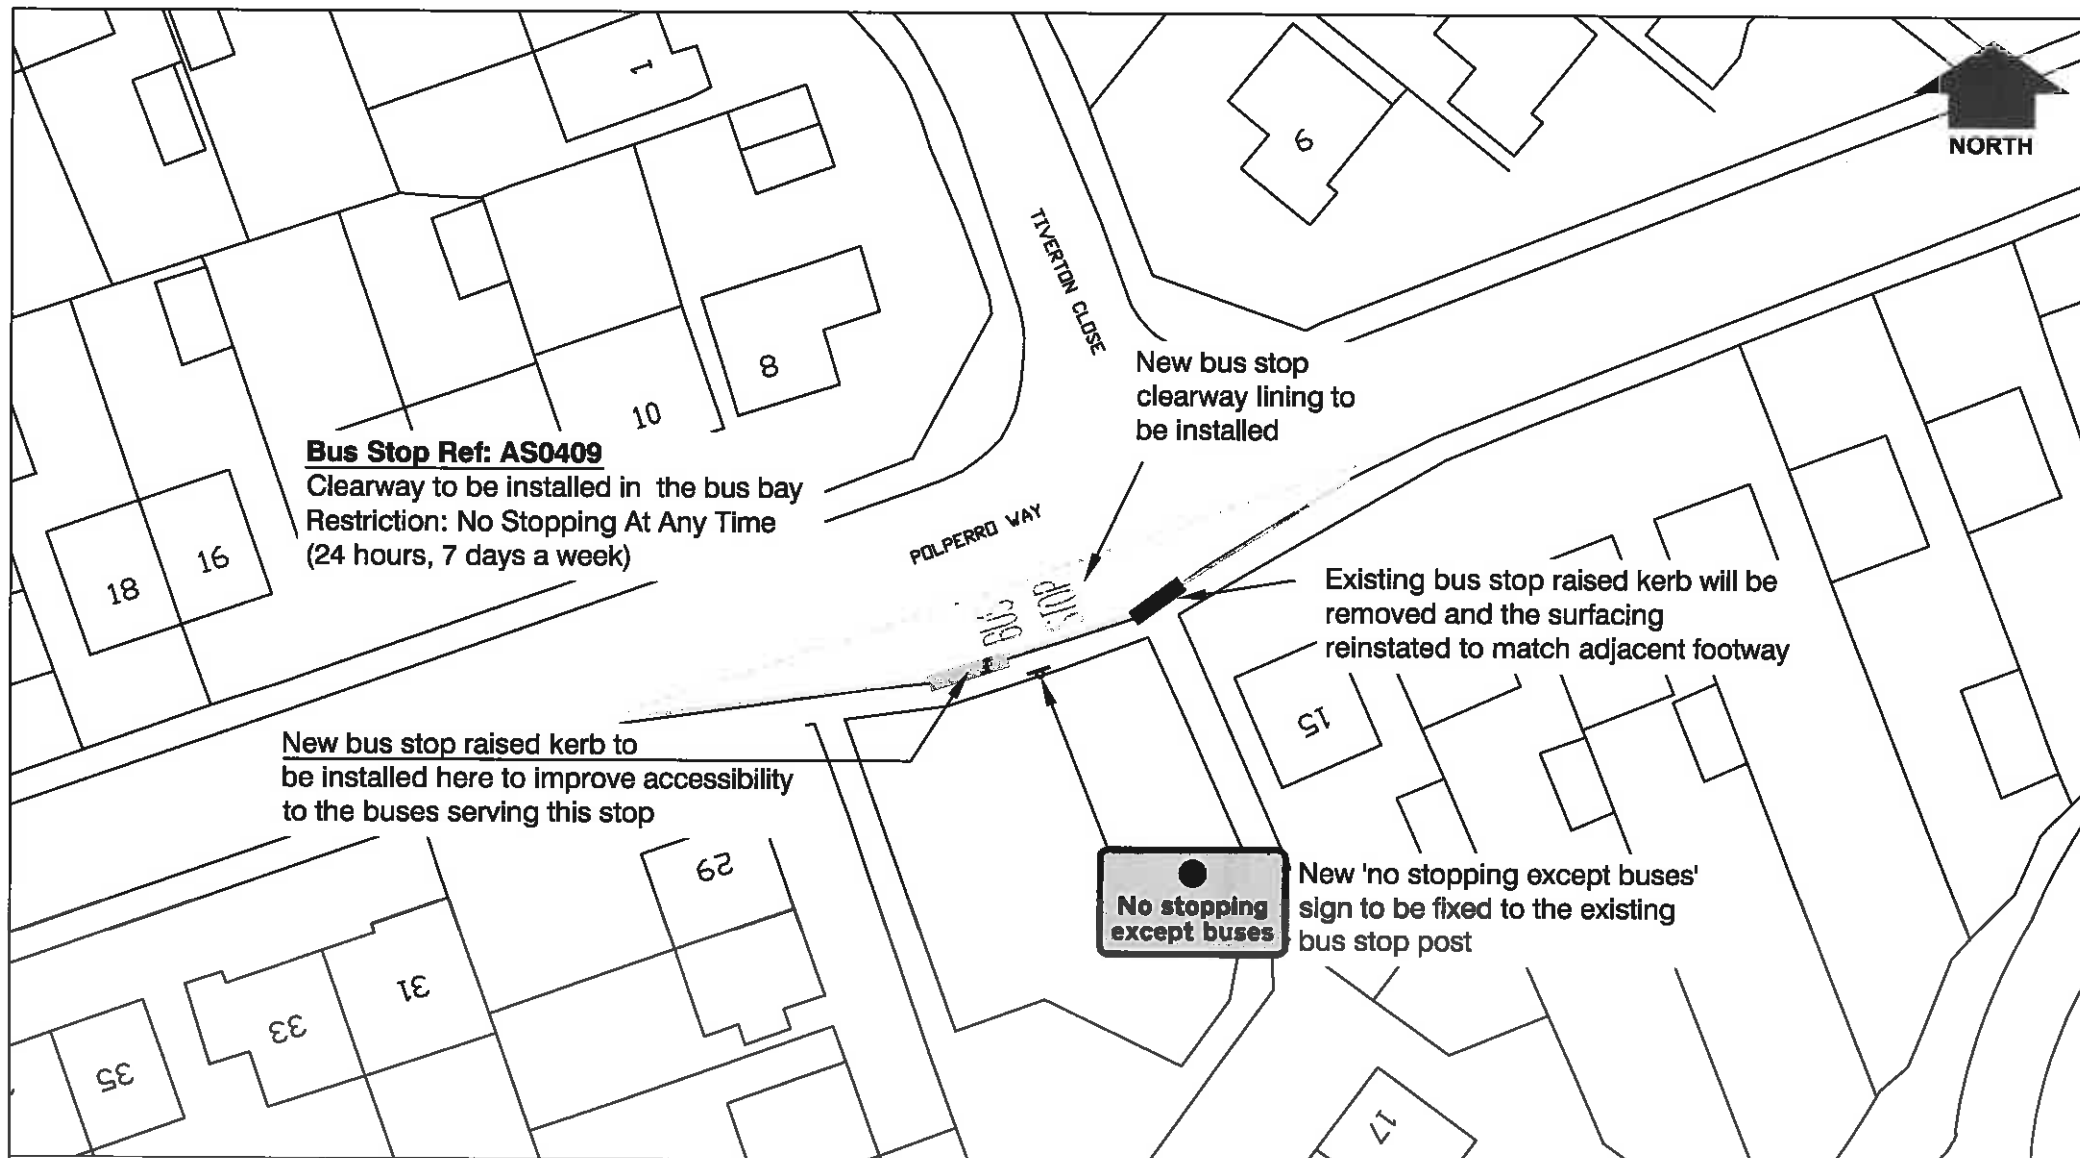 1
6
NORTH
TIVERTON CLOSE
8
10
New bus stop
clearway lining to
be installed
Bus Stop Ref: AS0409
Clearway to be installed in the bus bay
Restriction: No Stopping At Any Time
(24 hours, 7 days a week)
POLPERRO WAY
18
16
BUS
STOP
Existing bus stop raised kerb will be
removed and the surfacing
reinstated to match adjacent footway
15
New bus stop raised kerb to
be installed here to improve accessibility
to the buses serving this stop
29
No stopping
except buses
New 'no stopping except buses'
sign to be fixed to the existing
bus stop post
31
33
35
17